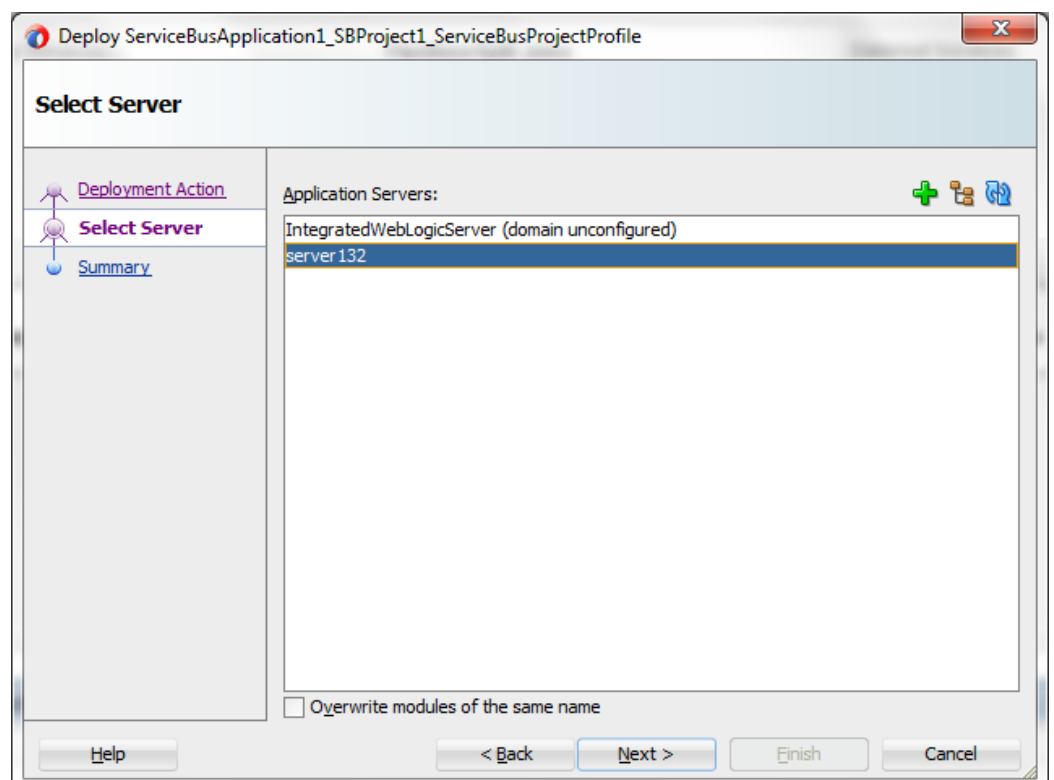 Deploy ServiceBusApplication1_SBProject1_ServiceBusProjectProfile
Select Server
Deployment Action
Select Server
Summary
Application Servers:
IntegratedWebLogicServer (domain unconfigured)
server132
Overwrite modules of the same name
Help
< Back
Next >
Finish
Cancel